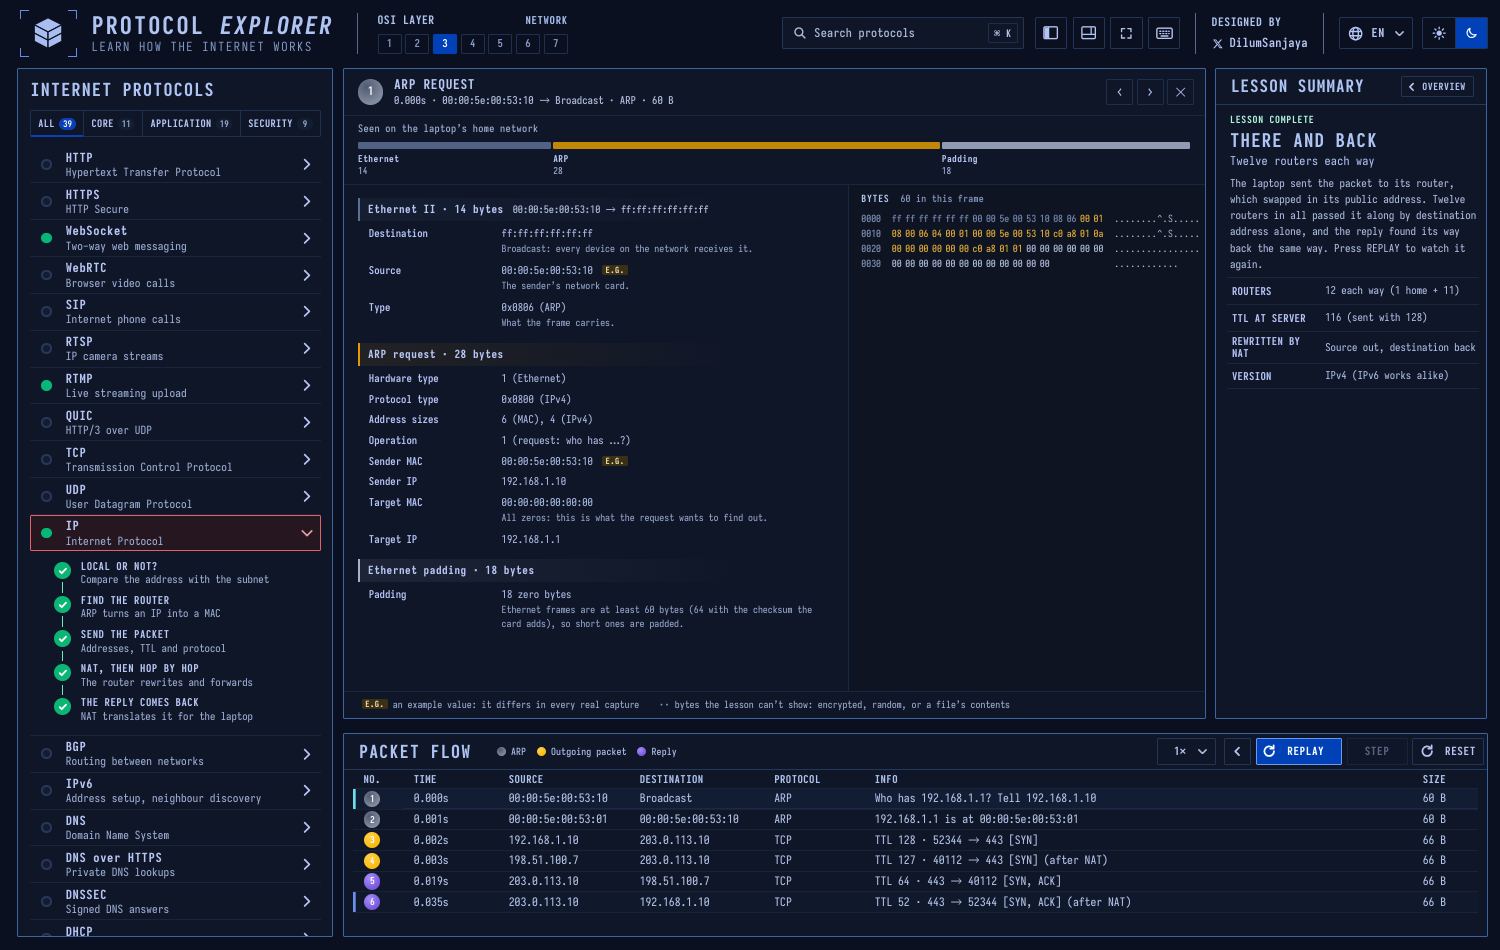 PROTOCOL EXPLORER
LEARN HOW THE INTERNET WORKS
OSI LAYER NETWORK
1 2 3 4 5 6 7
Search protocols ⌘ K
DESIGNED BY
DilumSanjaya
EN
INTERNET PROTOCOLS
ALL 39 CORE 11 APPLICATION 19 SECURITY 9
HTTP
Hypertext Transfer Protocol
HTTPS
HTTP Secure
WebSocket
Two-way web messaging
WebRTC
Browser video calls
SIP
Internet phone calls
RTSP
IP camera streams
RTMP
Live streaming upload
QUIC
HTTP/3 over UDP
TCP
Transmission Control Protocol
UDP
User Datagram Protocol
IP
Internet Protocol
LOCAL OR NOT?
Compare the address with the subnet
FIND THE ROUTER
ARP turns an IP into a MAC
SEND THE PACKET
Addresses, TTL and protocol
NAT, THEN HOP BY HOP
The router rewrites and forwards
THE REPLY COMES BACK
NAT translates it for the laptop
BGP
Routing between networks
IPv6
Address setup, neighbour discovery
DNS
Domain Name System
DNS over HTTPS
Private DNS lookups
DNSSEC
Signed DNS answers
DHCP
1
ARP REQUEST
0.000s · 00:00:5e:00:53:10 → Broadcast · ARP · 60 B
Seen on the laptop's home network
Ethernet ARP Padding
14 28 18
Ethernet II · 14 bytes 00:00:5e:00:53:10 → ff:ff:ff:ff:ff:ff
Destination ff:ff:ff:ff:ff:ff
Broadcast: every device on the network receives it.
Source 00:00:5e:00:53:10 E.G.
The sender's network card.
Type 0x0806 (ARP)
What the frame carries.
ARP request · 28 bytes
Hardware type 1 (Ethernet)
Protocol type 0x0800 (IPv4)
Address sizes 6 (MAC), 4 (IPv4)
Operation 1 (request: who has …?)
Sender MAC 00:00:5e:00:53:10 E.G.
Sender IP 192.168.1.10
Target MAC 00:00:00:00:00:00
All zeros: this is what the request wants to find out.
Target IP 192.168.1.1
Ethernet padding · 18 bytes
Padding 18 zero bytes
Ethernet frames are at least 60 bytes (64 with the checksum the
card adds), so short ones are padded.
BYTES 60 in this frame
0000 ff ff ff ff ff ff 00 00 5e 00 53 10 08 06 00 01 ........^.S.....
0010 08 00 06 04 00 01 00 00 5e 00 53 10 c0 a8 01 0a ........^.S.....
0020 00 00 00 00 00 00 c0 a8 01 01 00 00 00 00 00 00 ................
0030 00 00 00 00 00 00 00 00 00 00 00 00 ............
E.G. an example value: it differs in every real capture ·· bytes the lesson can't show: encrypted, random, or a file's contents
LESSON SUMMARY OVERVIEW
LESSON COMPLETE
THERE AND BACK
Twelve routers each way
The laptop sent the packet to its router,
which swapped in its public address. Twelve
routers in all passed it along by destination
address alone, and the reply found its way
back the same way. Press REPLAY to watch it
again.
ROUTERS 12 each way (1 home + 11)
TTL AT SERVER 116 (sent with 128)
REWRITTEN BY NAT Source out, destination back
VERSION IPv4 (IPv6 works alike)
PACKET FLOW ARP Outgoing packet Reply 1× REPLAY STEP RESET
NO. TIME SOURCE DESTINATION PROTOCOL INFO SIZE
1 0.000s 00:00:5e:00:53:10 Broadcast ARP Who has 192.168.1.1? Tell 192.168.1.10 60 B
2 0.001s 00:00:5e:00:53:01 00:00:5e:00:53:10 ARP 192.168.1.1 is at 00:00:5e:00:53:01 60 B
3 0.002s 192.168.1.10 203.0.113.10 TCP TTL 128 · 52344 → 443 [SYN] 66 B
4 0.003s 198.51.100.7 203.0.113.10 TCP TTL 127 · 40112 → 443 [SYN] (after NAT) 66 B
5 0.019s 203.0.113.10 198.51.100.7 TCP TTL 64 · 443 → 40112 [SYN, ACK] 66 B
6 0.035s 203.0.113.10 192.168.1.10 TCP TTL 52 · 443 → 52344 [SYN, ACK] (after NAT) 66 B